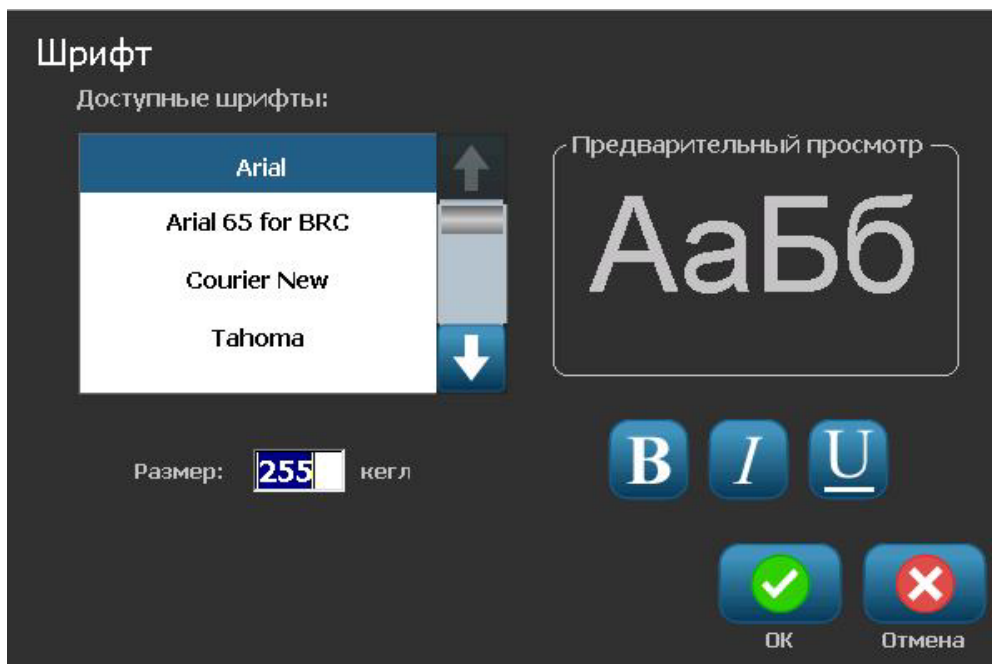 Шрифт
Доступные шрифты:
Arial
Arial 65 for BRC
Courier New
Tahoma
Предварительный просмотр
АаБб
Размер: 255 кегл
B I U
OK Отмена